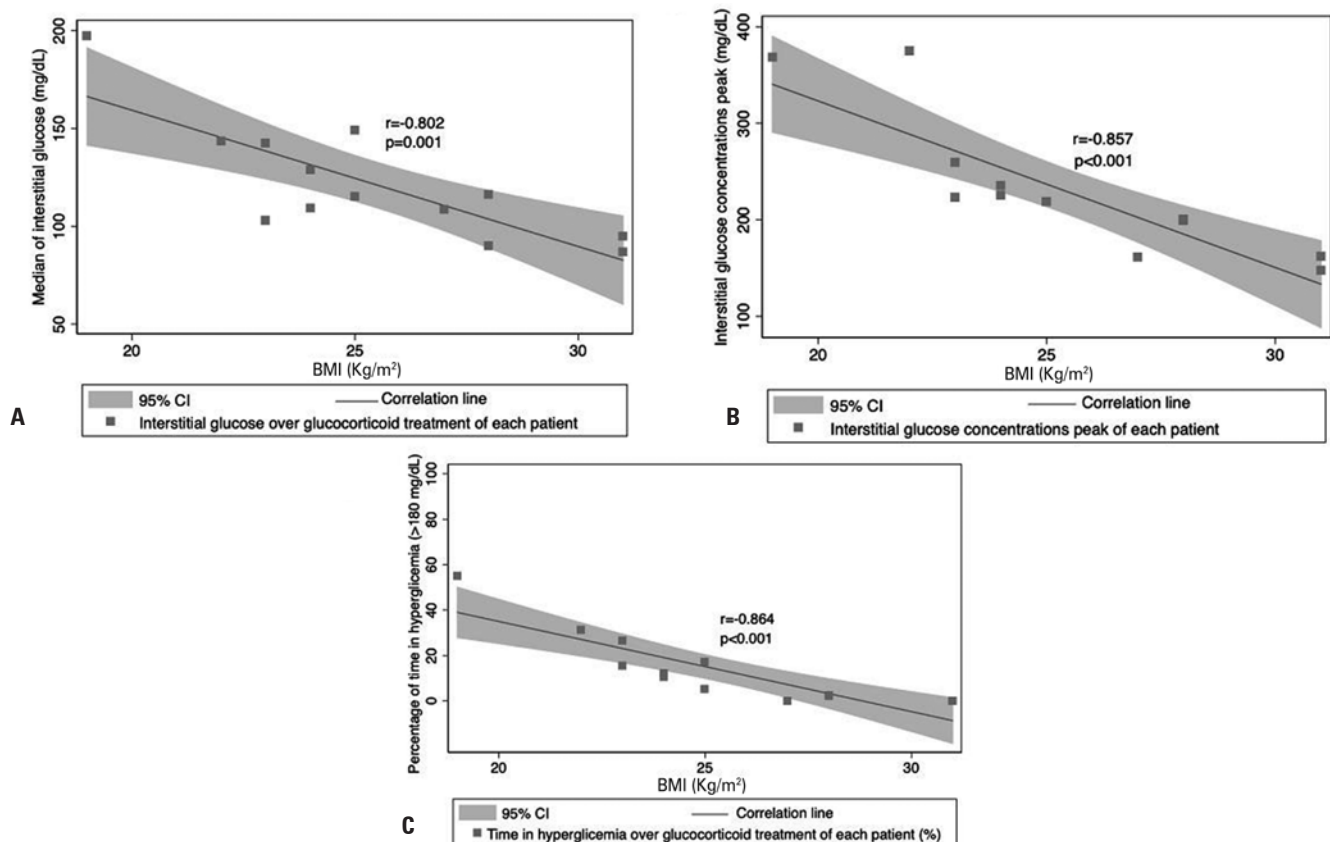 200
150
100
50
Median of interstitial glucose (mg/dL)
r=-0.802
p=0.001
20 25 30
BMI (Kg/m²)
95% CI Correlation line
Interstitial glucose over glucocorticoid treatment of each patient
A
400
300
200
100
Interstitial glucose concentrations peak (mg/dL)
r=-0.857
p<0.001
20 25 30
BMI (Kg/m²)
95% CI Correlation line
Interstitial glucose concentrations peak of each patient
B
100
80
60
40
20
0
Percentage of time in hyperglicemia (>180 mg/dL)
r=-0.864
p<0.001
20 25 30
BMI (Kg/m²)
95% CI Correlation line
Time in hyperglicemia over glucocorticoid treatment of each patient (%)
C